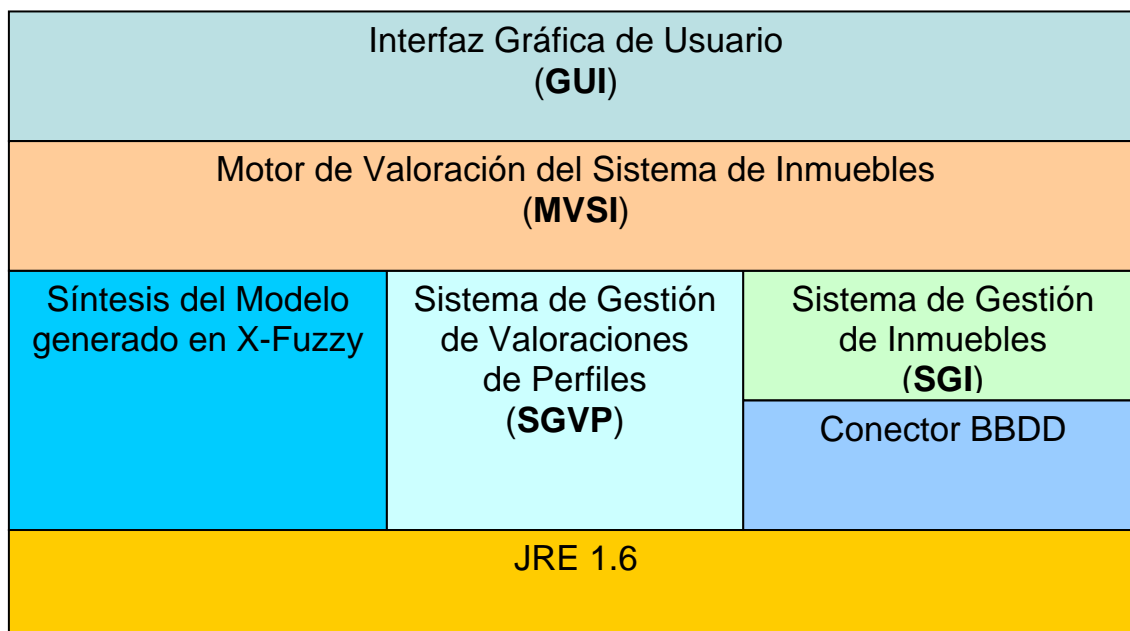 Interfaz Gráfica de Usuario
(GUI)
Motor de Valoración del Sistema de Inmuebles
(MVSI)
Síntesis del Modelo
generado en X-Fuzzy
Sistema de Gestión
de Valoraciones
de Perfiles
(SGVP)
Sistema de Gestión
de Inmuebles
(SGI)
Conector BBDD
JRE 1.6